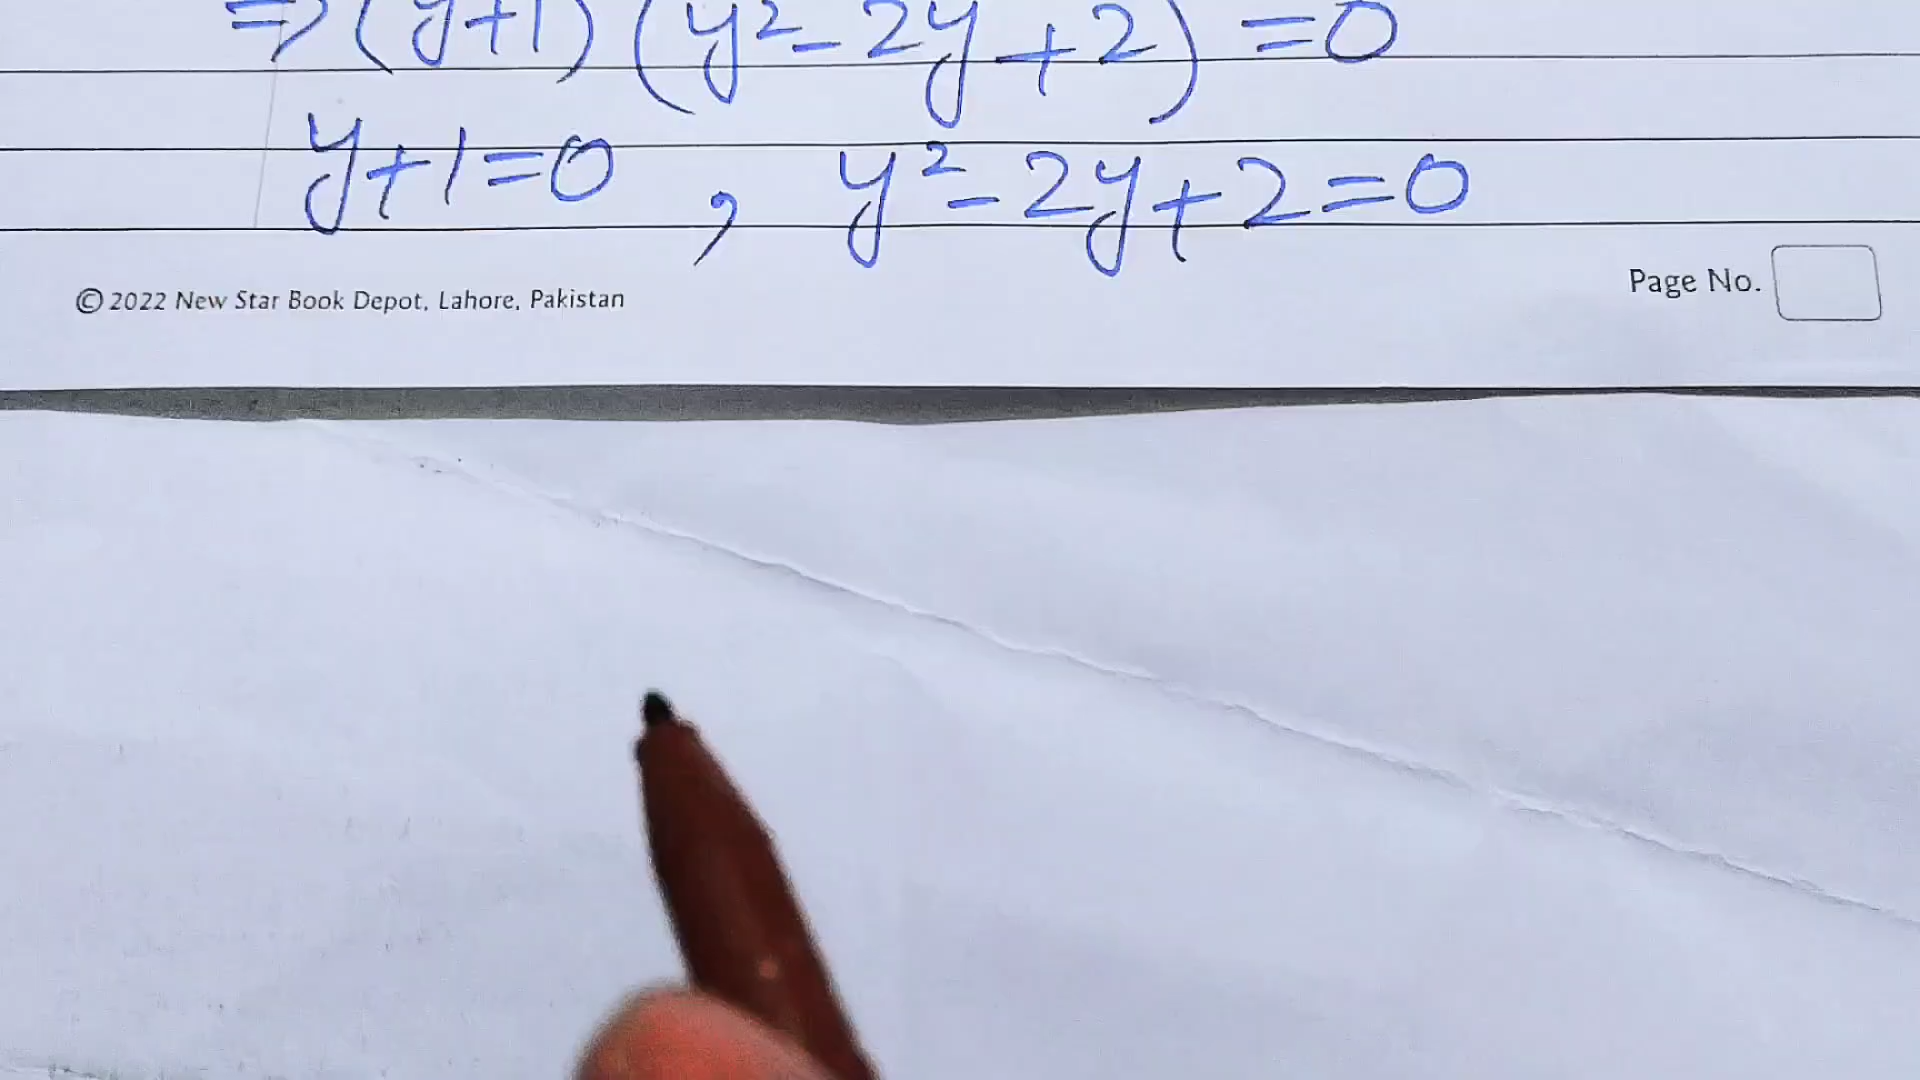 => (y+1) (y²-2y+2) =0
y+1=0 , y²-2y+2=0
© 2022 New Star Book Depot, Lahore, Pakistan
Page No.